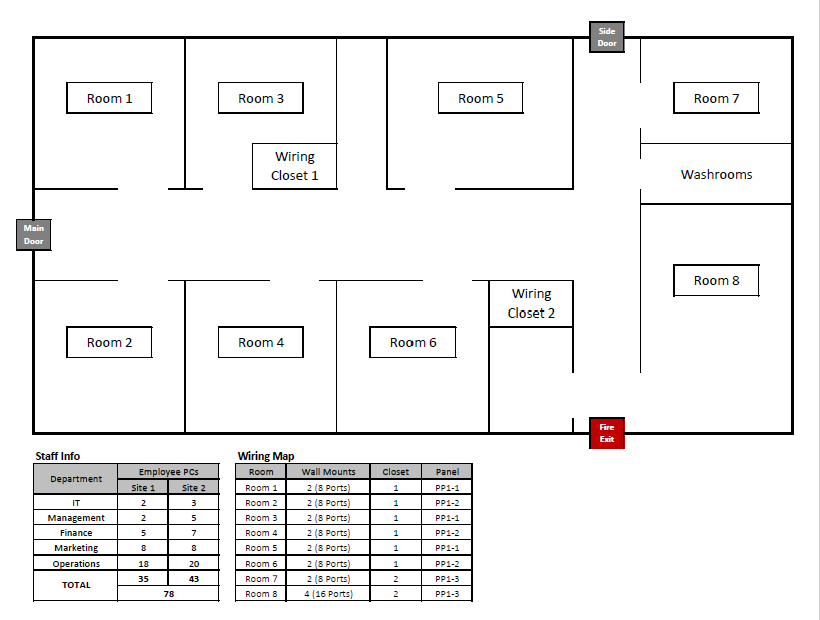 Side
Door
Room 1
Room 3
Room 5
Room 7
Wiring
Closet 1
Washrooms
Main
Door
Room 8
Wiring
Closet 2
Room 2
Room 4
Room 6
Fire
Exit
Staff Info
Department Employee PCs
Site 1 Site 2
IT 2 3
Management 2 5
Finance 5 7
Marketing 8 8
Operations 18 20
TOTAL 35 43
78
Wiring Map
Room Wall Mounts Closet Panel
Room 1 2 (8 Ports) 1 PP1-1
Room 2 2 (8 Ports) 1 PP1-2
Room 3 2 (8 Ports) 1 PP1-1
Room 4 2 (8 Ports) 1 PP1-2
Room 5 2 (8 Ports) 1 PP1-1
Room 6 2 (8 Ports) 1 PP1-2
Room 7 2 (8 Ports) 2 PP1-3
Room 8 4 (16 Ports) 2 PP1-3